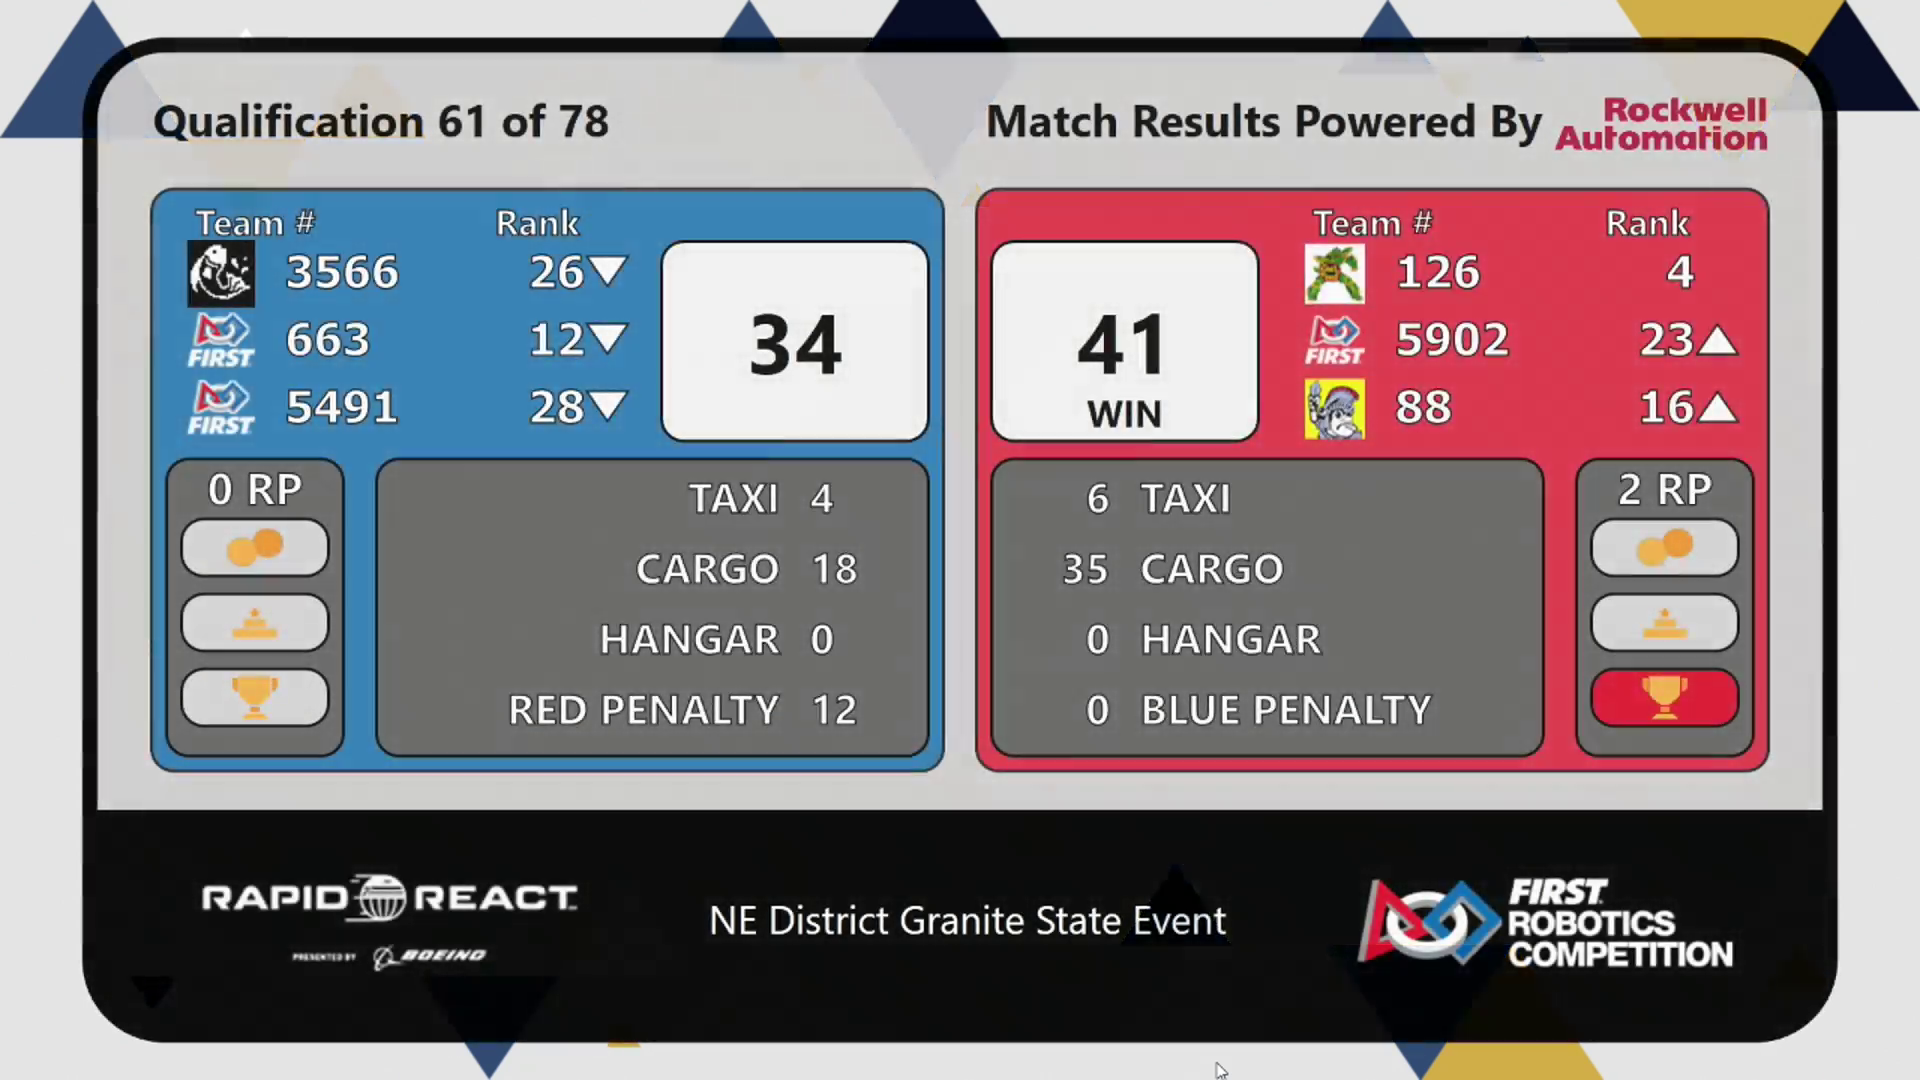 Qualification 61 of 78
Match Results Powered By Rockwell Automation
Team # Rank
3566 26
FIRST 663 12
FIRST 5491 28
34
Team # Rank
126 4
FIRST 5902 23
88 16
41
WIN
0 RP
TAXI 4
CARGO 18
HANGAR 0
RED PENALTY 12
6 TAXI
35 CARGO
0 HANGAR
0 BLUE PENALTY
2 RP
RAPID REACT
PRESENTED BY BOEING
NE District Granite State Event
FIRST
ROBOTICS
COMPETITION